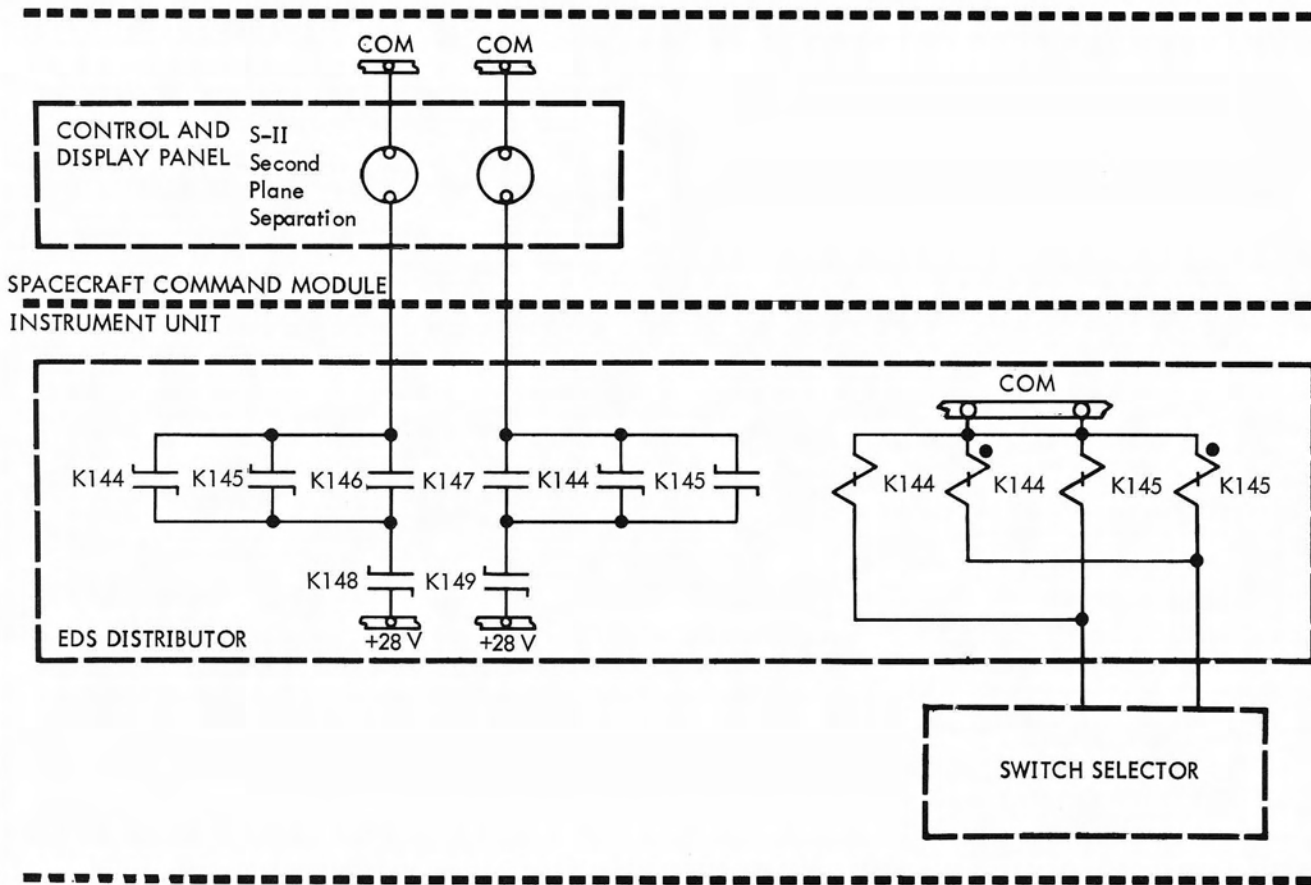 COM COM
CONTROL AND
DISPLAY PANEL
S-II
Second
Plane
Separation
SPACECRAFT COMMAND MODULE
INSTRUMENT UNIT
COM
K144 K145 K146 K147 K144 K145
K144 K144 K145 K145
K148 K149
EDS DISTRIBUTOR
+28 V +28 V
SWITCH SELECTOR